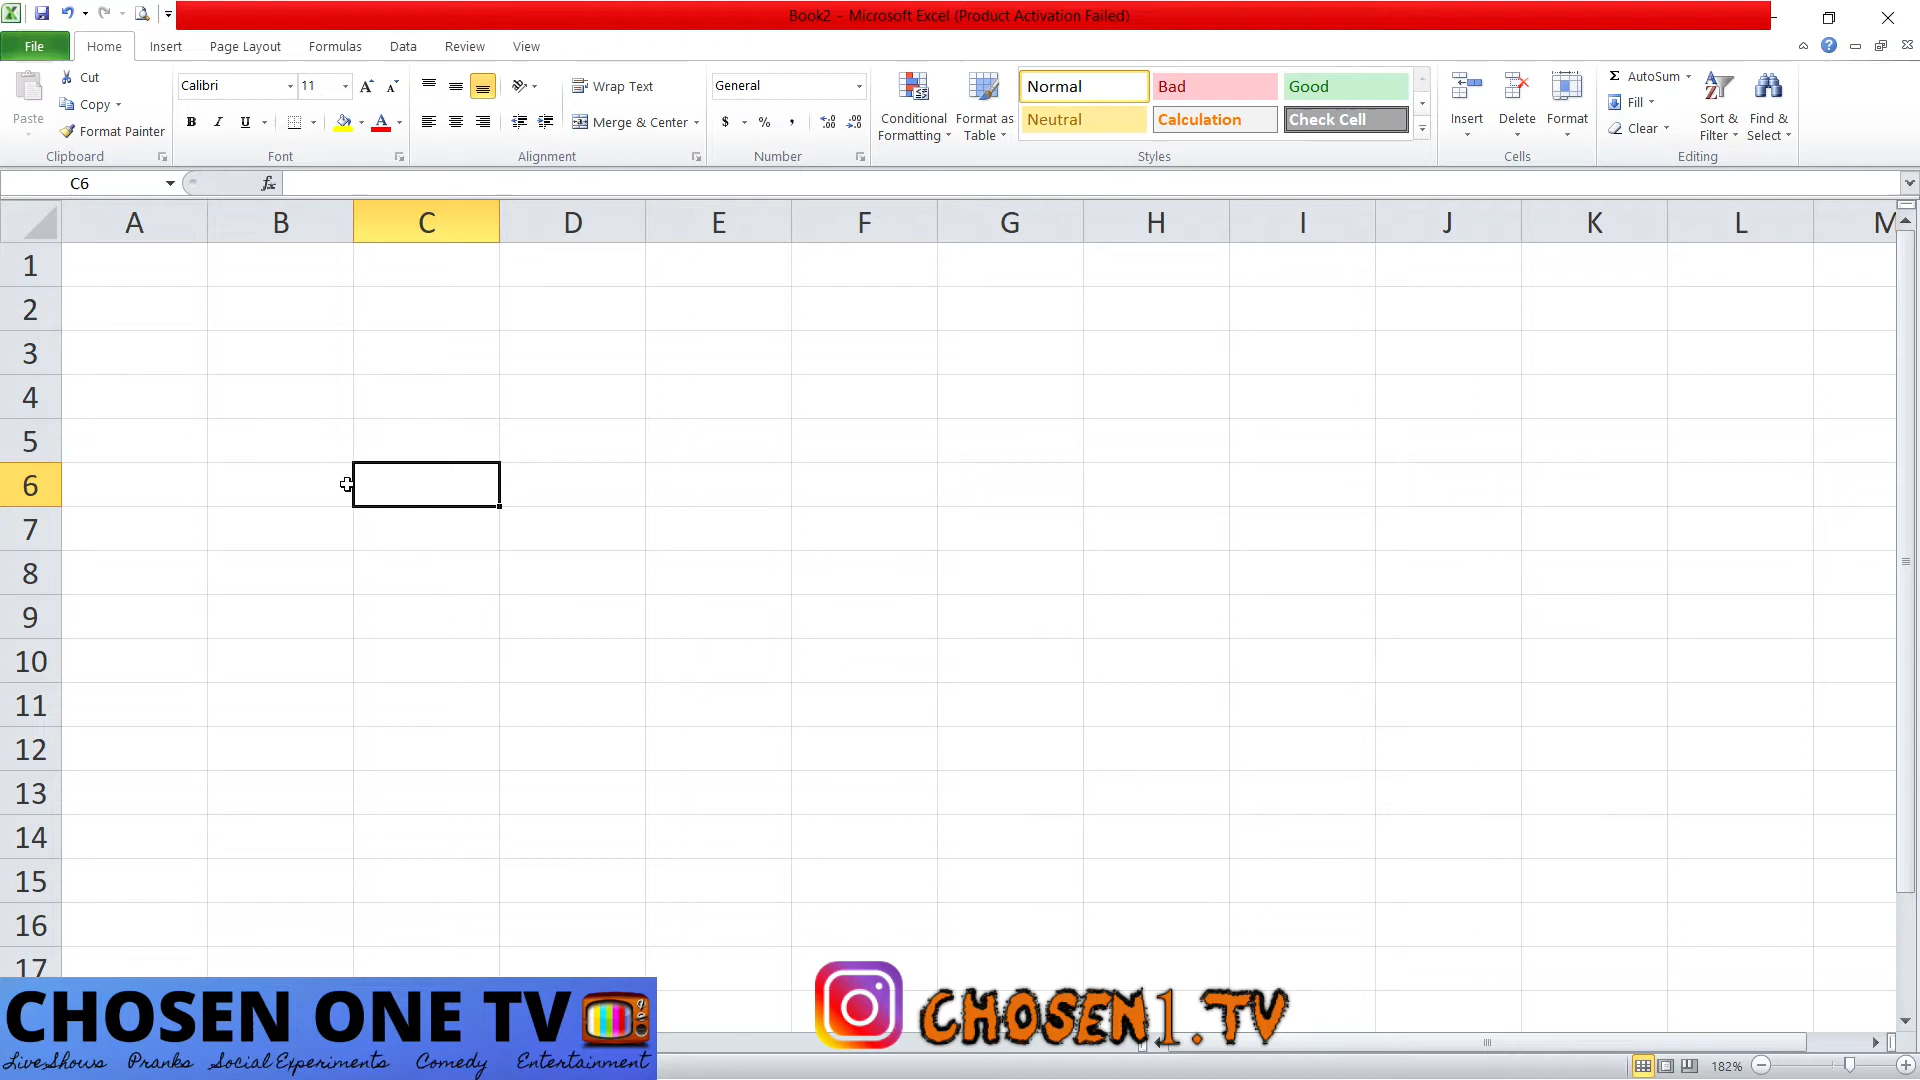 Book2 - Microsoft Excel (Product Activation Failed)
File Home Insert Page Layout Formulas Data Review View
Paste
Cut
Copy
Format Painter
Clipboard
Calibri 11
B I U
Font
Wrap Text
Merge & Center
Alignment
General
$ % ,
Number
Conditional Formatting
Format as Table
Normal Bad Good
Neutral Calculation Check Cell
Styles
Insert Delete Format
Cells
AutoSum
Fill
Clear
Sort & Filter
Find & Select
Editing
C6 fx
A B C D E F G H I J K L M
1
2
3
4
5
6
7
8
9
10
11
12
13
14
15
16
17
CHOSEN ONE TV
Live Shows Pranks Social Experiments Comedy Entertainment
CHOSEN1.TV
182%